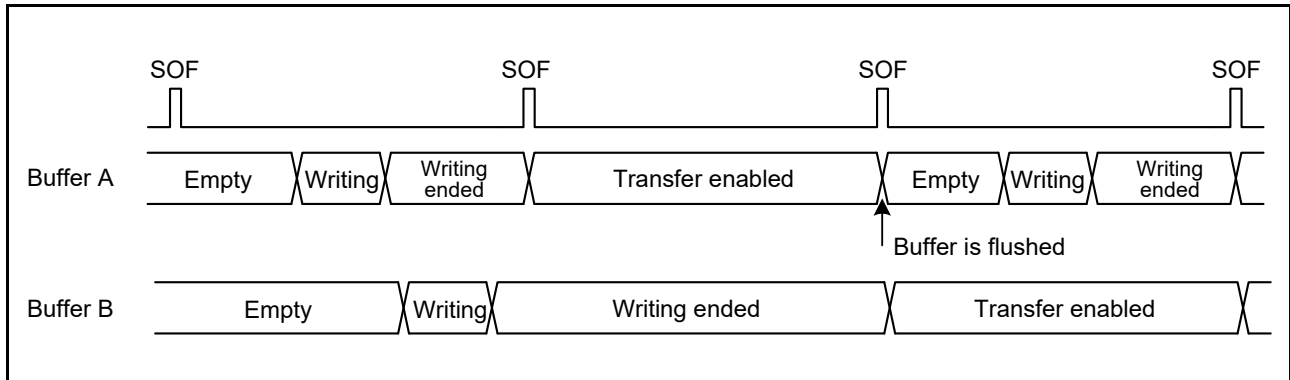 SOF SOF SOF SOF
Buffer A Empty Writing Writing ended Transfer enabled Empty Writing Writing ended
Buffer is flushed
Buffer B Empty Writing Writing ended Transfer enabled